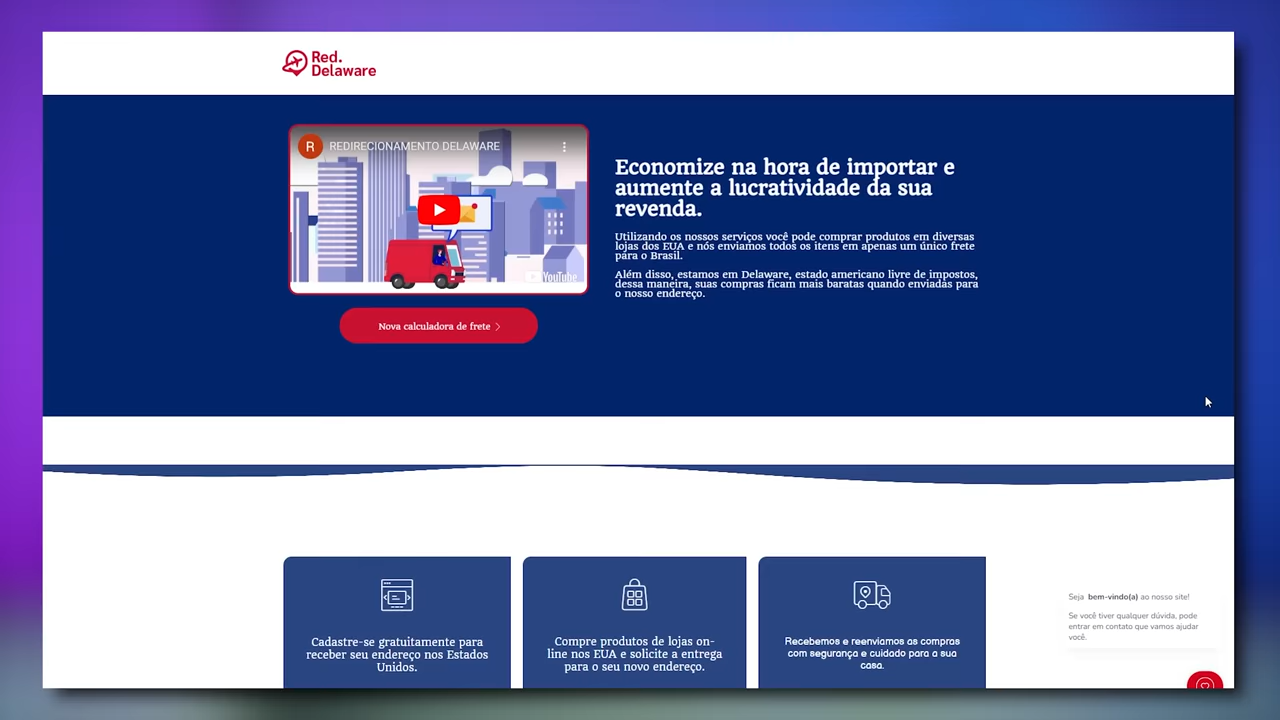 Red.
Delaware
R
REDIRECIONAMENTO DELAWARE
YouTube
Nova calculadora de frete
Economize na hora de importar e
aumente a lucratividade da sua
revenda.
Utilizando os nossos serviços você pode comprar produtos em diversas
lojas dos EUA e nós enviamos todos os itens em apenas um único frete
para o Brasil.
Além disso, estamos em Delaware, estado americano livre de impostos,
dessa maneira, suas compras ficam mais baratas quando enviadas para
o nosso endereço.
Cadastre-se gratuitamente para
receber seu endereço nos Estados
Unidos.
Compre produtos de lojas on-
line nos EUA e solicite a entrega
para o seu novo endereço.
Recebemos e reenviamos as compras
com segurança e cuidado para a sua
casa.
Seja bem-vindo(a) ao nosso site!
Se você tiver qualquer dúvida, pode
entrar em contato que vamos ajudar
você.